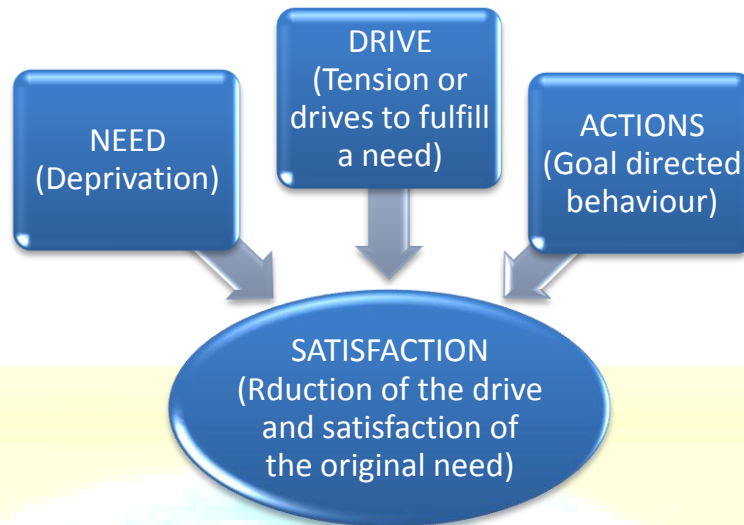 NEED
(Deprivation)
DRIVE
(Tension or
drives to fulfill
a need)
ACTIONS
(Goal directed
behaviour)
SATISFACTION
(Rduction of the drive
and satisfaction of
the original need)